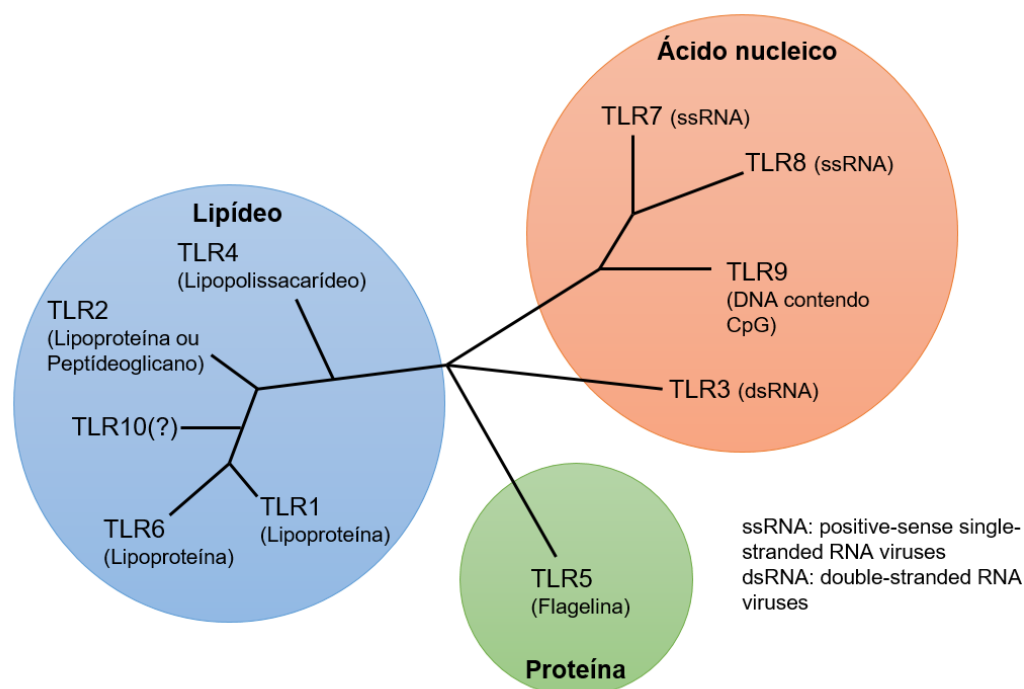 Ácido nucleico
TLR7 (ssRNA)
TLR8 (ssRNA)
TLR9
(DNA contendo
CpG)
TLR3 (dsRNA)
Lipídeo
TLR4
(Lipopolissacarídeo)
TLR2
(Lipoproteína ou
Peptídeoglicano)
TLR10(?)
TLR1
(Lipoproteína)
TLR6
(Lipoproteína)
TLR5
(Flagelina)
Proteína
ssRNA: positive-sense single-
stranded RNA viruses
dsRNA: double-stranded RNA
viruses